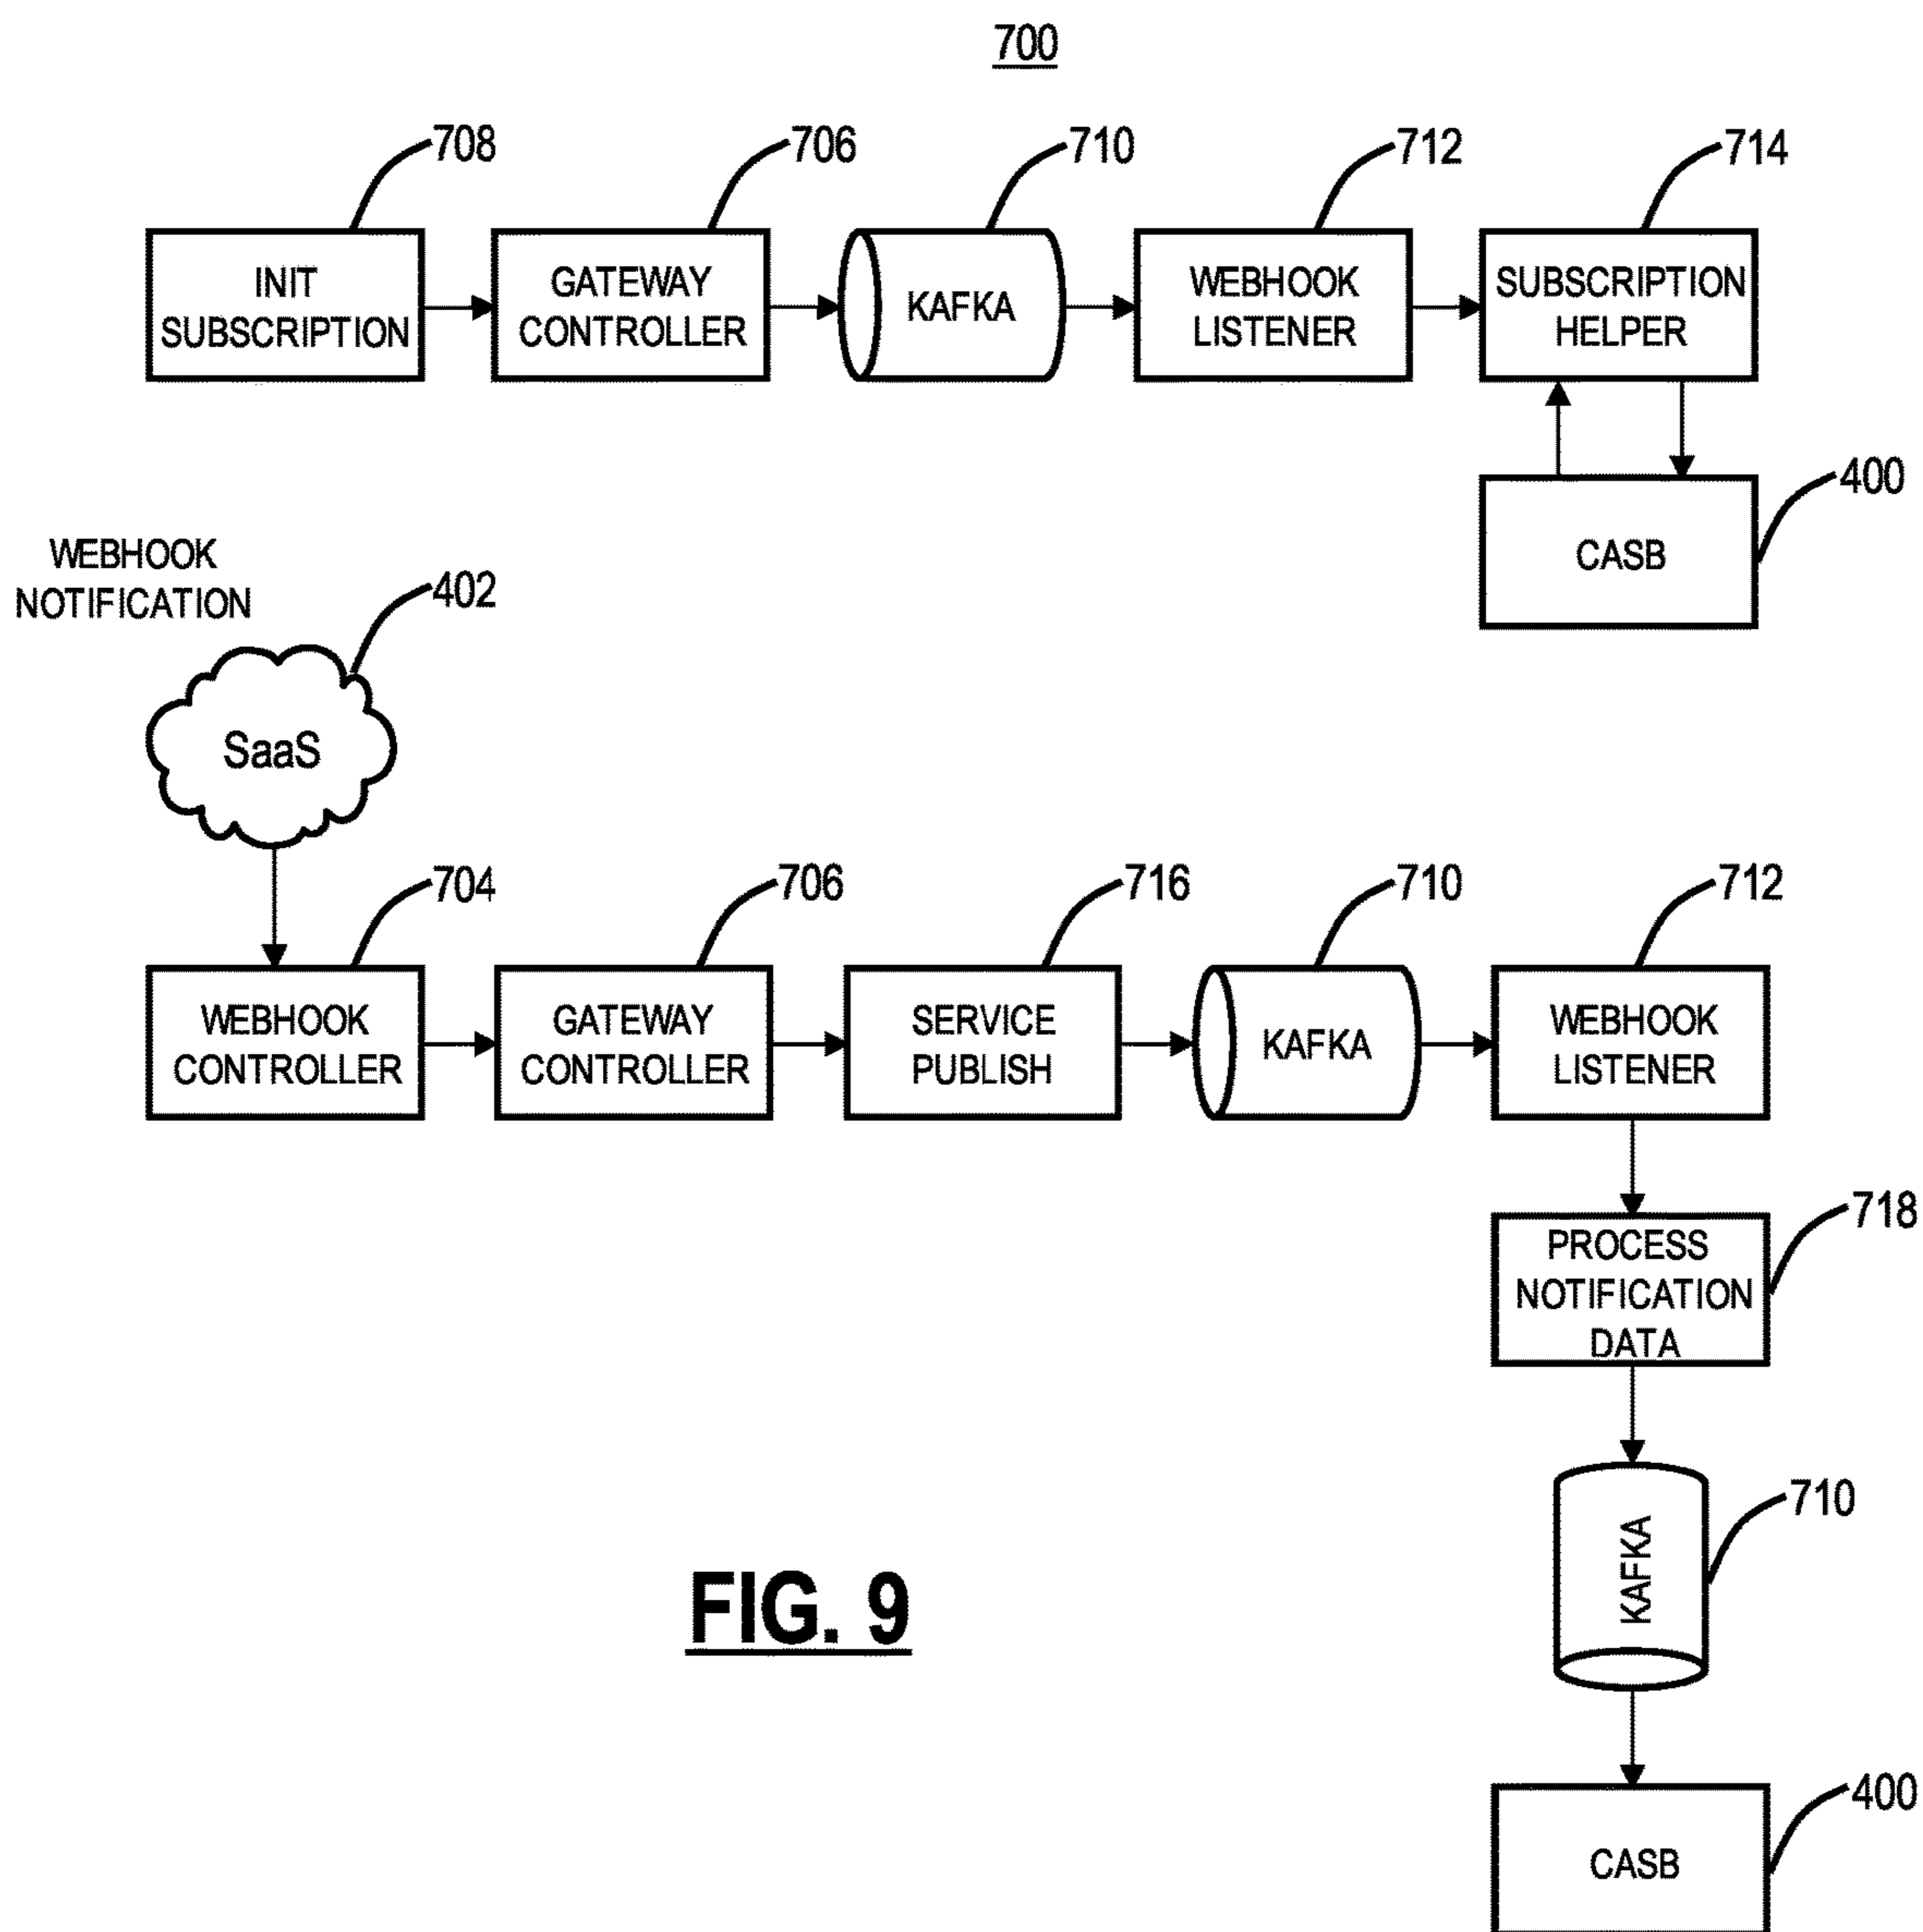 700
708
706
710
712
714
INIT
SUBSCRIPTION
GATEWAY
CONTROLLER
KAFKA
WEBHOOK
LISTENER
SUBSCRIPTION
HELPER
400
CASB
WEBHOOK
NOTIFICATION
402
SaaS
704
706
716
710
712
WEBHOOK
CONTROLLER
GATEWAY
CONTROLLER
SERVICE
PUBLISH
KAFKA
WEBHOOK
LISTENER
718
PROCESS
NOTIFICATION
DATA
710
KAFKA
FIG. 9
400
CASB